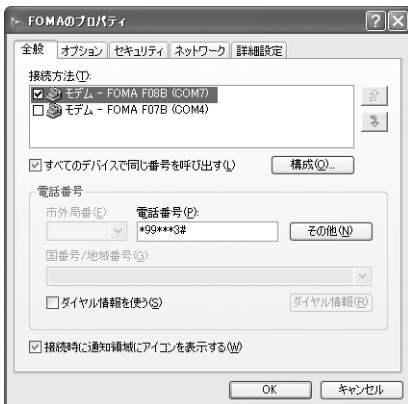 FOMAのプロパティ
全般 オプション セキュリティ ネットワーク 詳細設定
接続方法(T):
モデム - FOMA F08B (COM7)
モデム - FOMA F07B (COM4)
すべてのデバイスで同じ番号を呼び出す(L) 構成(O)...
電話番号
市外局番(E): 電話番号(P):
*99***3# その他(N)
国番号/地域番号(G):
ダイヤル情報を使う(S) ダイヤル情報(R)
接続時に通知領域にアイコンを表示する(W)
OK キャンセル